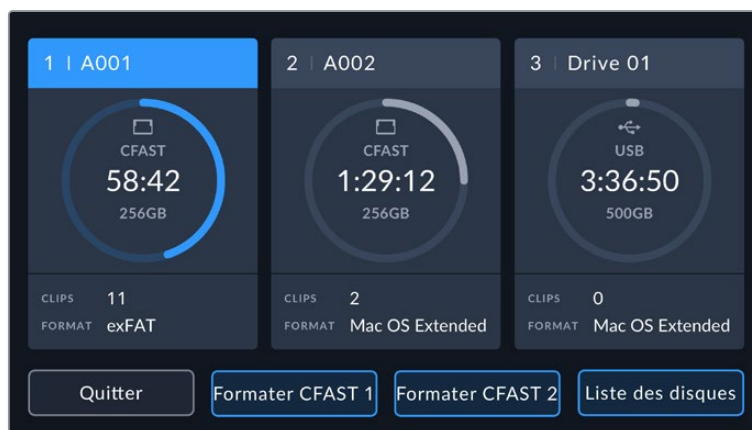 1 | A001
CFAST
58:42
256GB
CLIPS 11
FORMAT exFAT
2 | A002
CFAST
1:29:12
256GB
CLIPS 2
FORMAT Mac OS Extended
3 | Drive 01
USB
3:36:50
500GB
CLIPS 0
FORMAT Mac OS Extended
Quitter
Formater CFAST 1
Formater CFAST 2
Liste des disques